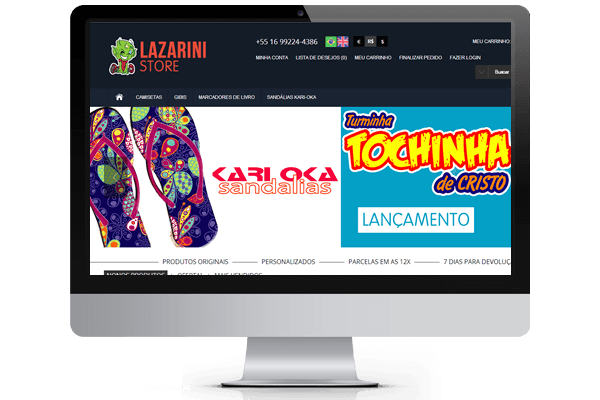 LAZARINI
STORE
+55 16 99224-4386
€ R$ $
MEU CARRINHO:
MINHA CONTA LISTA DE DESEJOS (0) MEU CARRINHO FINALIZAR PEDIDO FAZER LOGIN
Buscar
CAMISETAS GIBIS MARCADORES DE LIVRO SANDÁLIAS KARI-OKA
KARI OKA
sandalias
Turminha
TOCHINHA
de CRISTO
LANÇAMENTO
PRODUTOS ORIGINAIS PERSONALIZADOS PARCELAS EM AS 12X 7 DIAS PARA DEVOLUÇ
NONOS PRODUTOS | OFERTA! | MAIS VENDIDOS